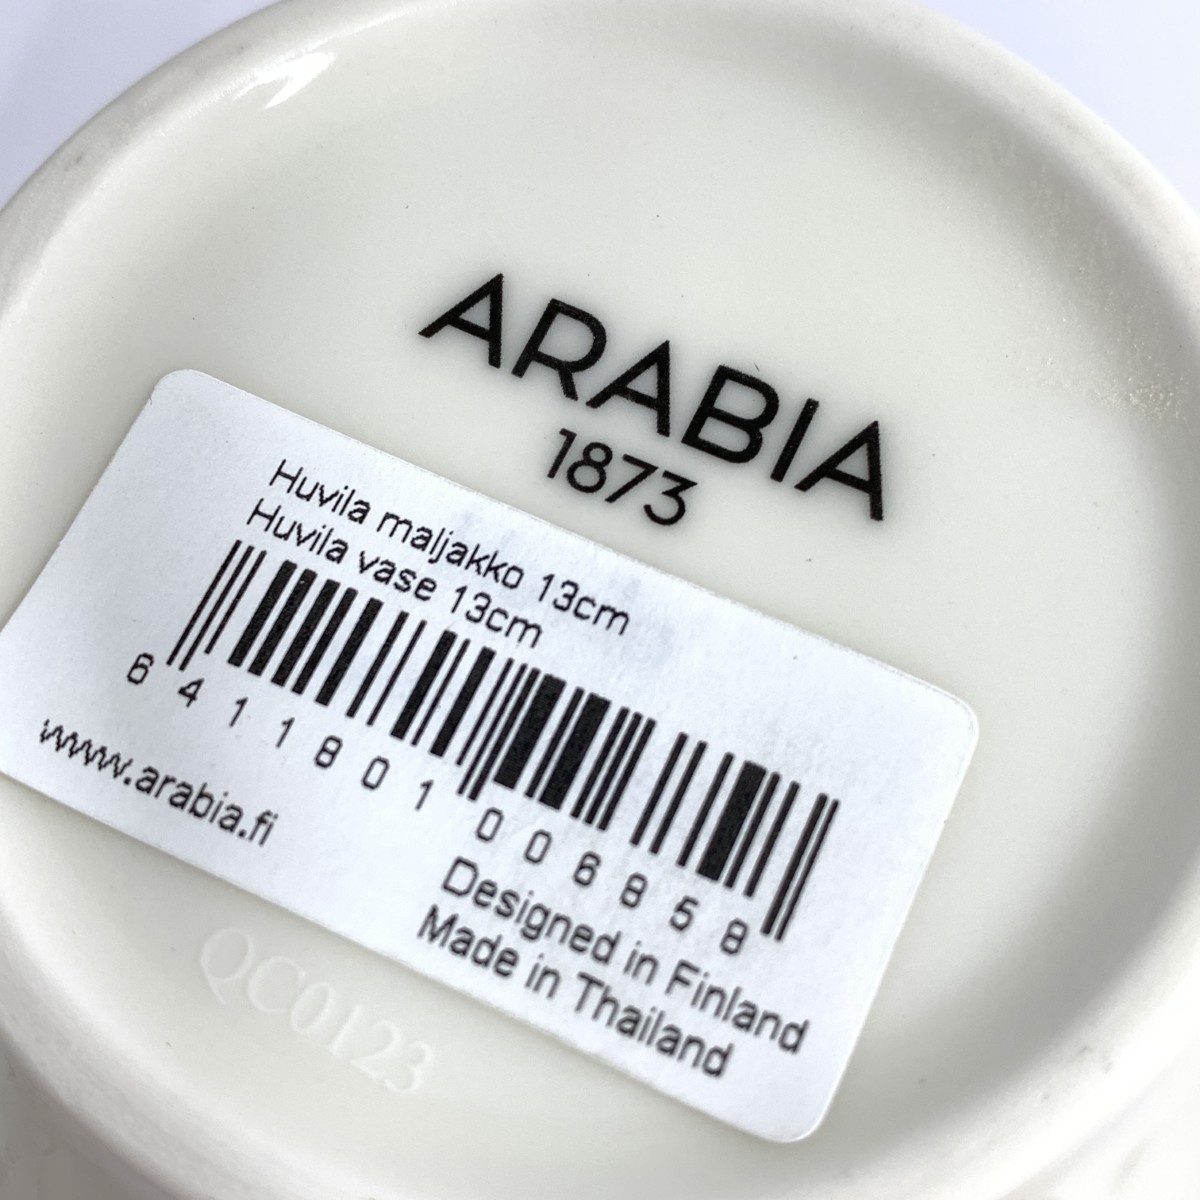 ARABIA
1873
Huvila maljakko 13cm
Huvila vase 13cm
6 411801 006858
www.arabia.fi
Designed in Finland
Made in Thailand
QC0123